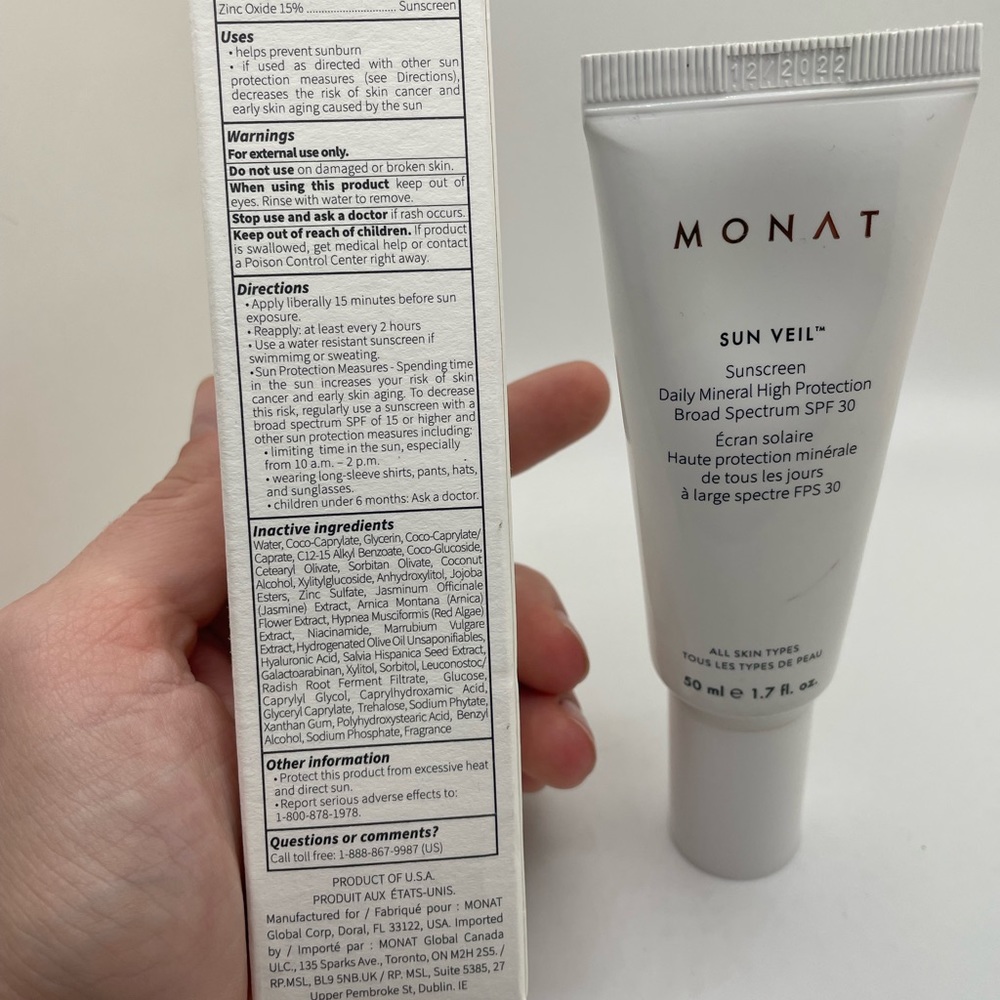 Zinc Oxide 15% ........................ Sunscreen
Uses
• helps prevent sunburn
• if used as directed with other sun
protection measures (see Directions),
decreases the risk of skin cancer and
early skin aging caused by the sun
Warnings
For external use only.
Do not use on damaged or broken skin.
When using this product keep out of
eyes. Rinse with water to remove.
Stop use and ask a doctor if rash occurs.
Keep out of reach of children. If product
is swallowed, get medical help or contact
a Poison Control Center right away.
Directions
• Apply liberally 15 minutes before sun
exposure.
• Reapply: at least every 2 hours
• Use a water resistant sunscreen if
swimmimg or sweating.
• Sun Protection Measures - Spending time
in the sun increases your risk of skin
cancer and early skin aging. To decrease
this risk, regularly use a sunscreen with a
broad spectrum SPF of 15 or higher and
other sun protection measures including:
• limiting time in the sun, especially
from 10 a.m. – 2 p.m.
• wearing long-sleeve shirts, pants, hats,
and sunglasses.
• children under 6 months: Ask a doctor.
Inactive ingredients
Water, Coco-Caprylate, Glycerin, Coco-Caprylate/
Caprate, C12-15 Alkyl Benzoate, Coco-Glucoside,
Cetearyl Olivate, Sorbitan Olivate, Coconut
Alcohol, Xylitylglucoside, Anhydroxylitol, Jojoba
Esters, Zinc Sulfate, Jasminum Officinale
(Jasmine) Extract, Arnica Montana (Arnica)
Flower Extract, Hypnea Musciformis (Red Algae)
Extract, Niacinamide, Marrubium Vulgare
Extract, Hydrogenated Olive Oil Unsaponifiables,
Hyaluronic Acid, Salvia Hispanica Seed Extract,
Galactoarabinan, Xylitol, Sorbitol, Leuconostoc/
Radish Root Ferment Filtrate, Glucose,
Caprylyl Glycol, Caprylhydroxamic Acid,
Glyceryl Caprylate, Trehalose, Sodium Phytate,
Xanthan Gum, Polyhydroxystearic Acid, Benzyl
Alcohol, Sodium Phosphate, Fragrance
Other information
• Protect this product from excessive heat
and direct sun.
• Report serious adverse effects to:
1-800-878-1978.
Questions or comments?
Call toll free: 1-888-867-9987 (US)
PRODUCT OF U.S.A.
PRODUIT AUX ÉTATS-UNIS.
Manufactured for / Fabriqué pour : MONAT
Global Corp, Doral, FL 33122, USA. Imported
by / Importé par : MONAT Global Canada
ULC., 135 Sparks Ave., Toronto, ON M2H 2S5. /
RP.MSL, BL9 5NB.UK / RP. MSL, Suite 5385, 27
Upper Pembroke St, Dublin. IE
12/2022
MONAT
SUN VEIL™
Sunscreen
Daily Mineral High Protection
Broad Spectrum SPF 30
Écran solaire
Haute protection minérale
de tous les jours
à large spectre FPS 30
ALL SKIN TYPES
TOUS LES TYPES DE PEAU
50 ml e 1.7 fl. oz.